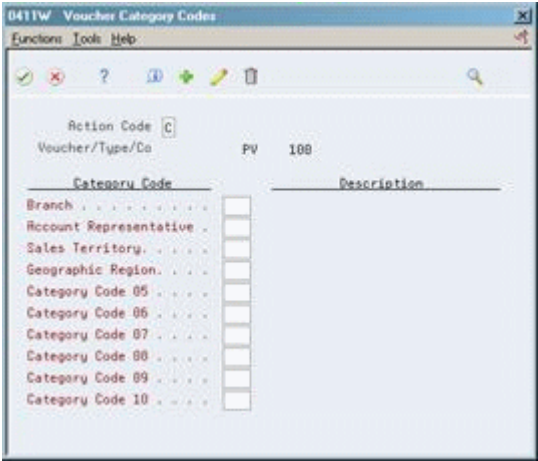 0411W Voucher Category Codes
Functions Tools Help
?
Action Code C
Voucher/Type/Co PV 100
Category Code Description
Branch . . . . . . . . .
Account Representative .
Sales Territory. . . . .
Geographic Region. . . .
Category Code 05 . . . .
Category Code 06 . . . .
Category Code 07 . . . .
Category Code 08 . . . .
Category Code 09 . . . .
Category Code 10 . . . .